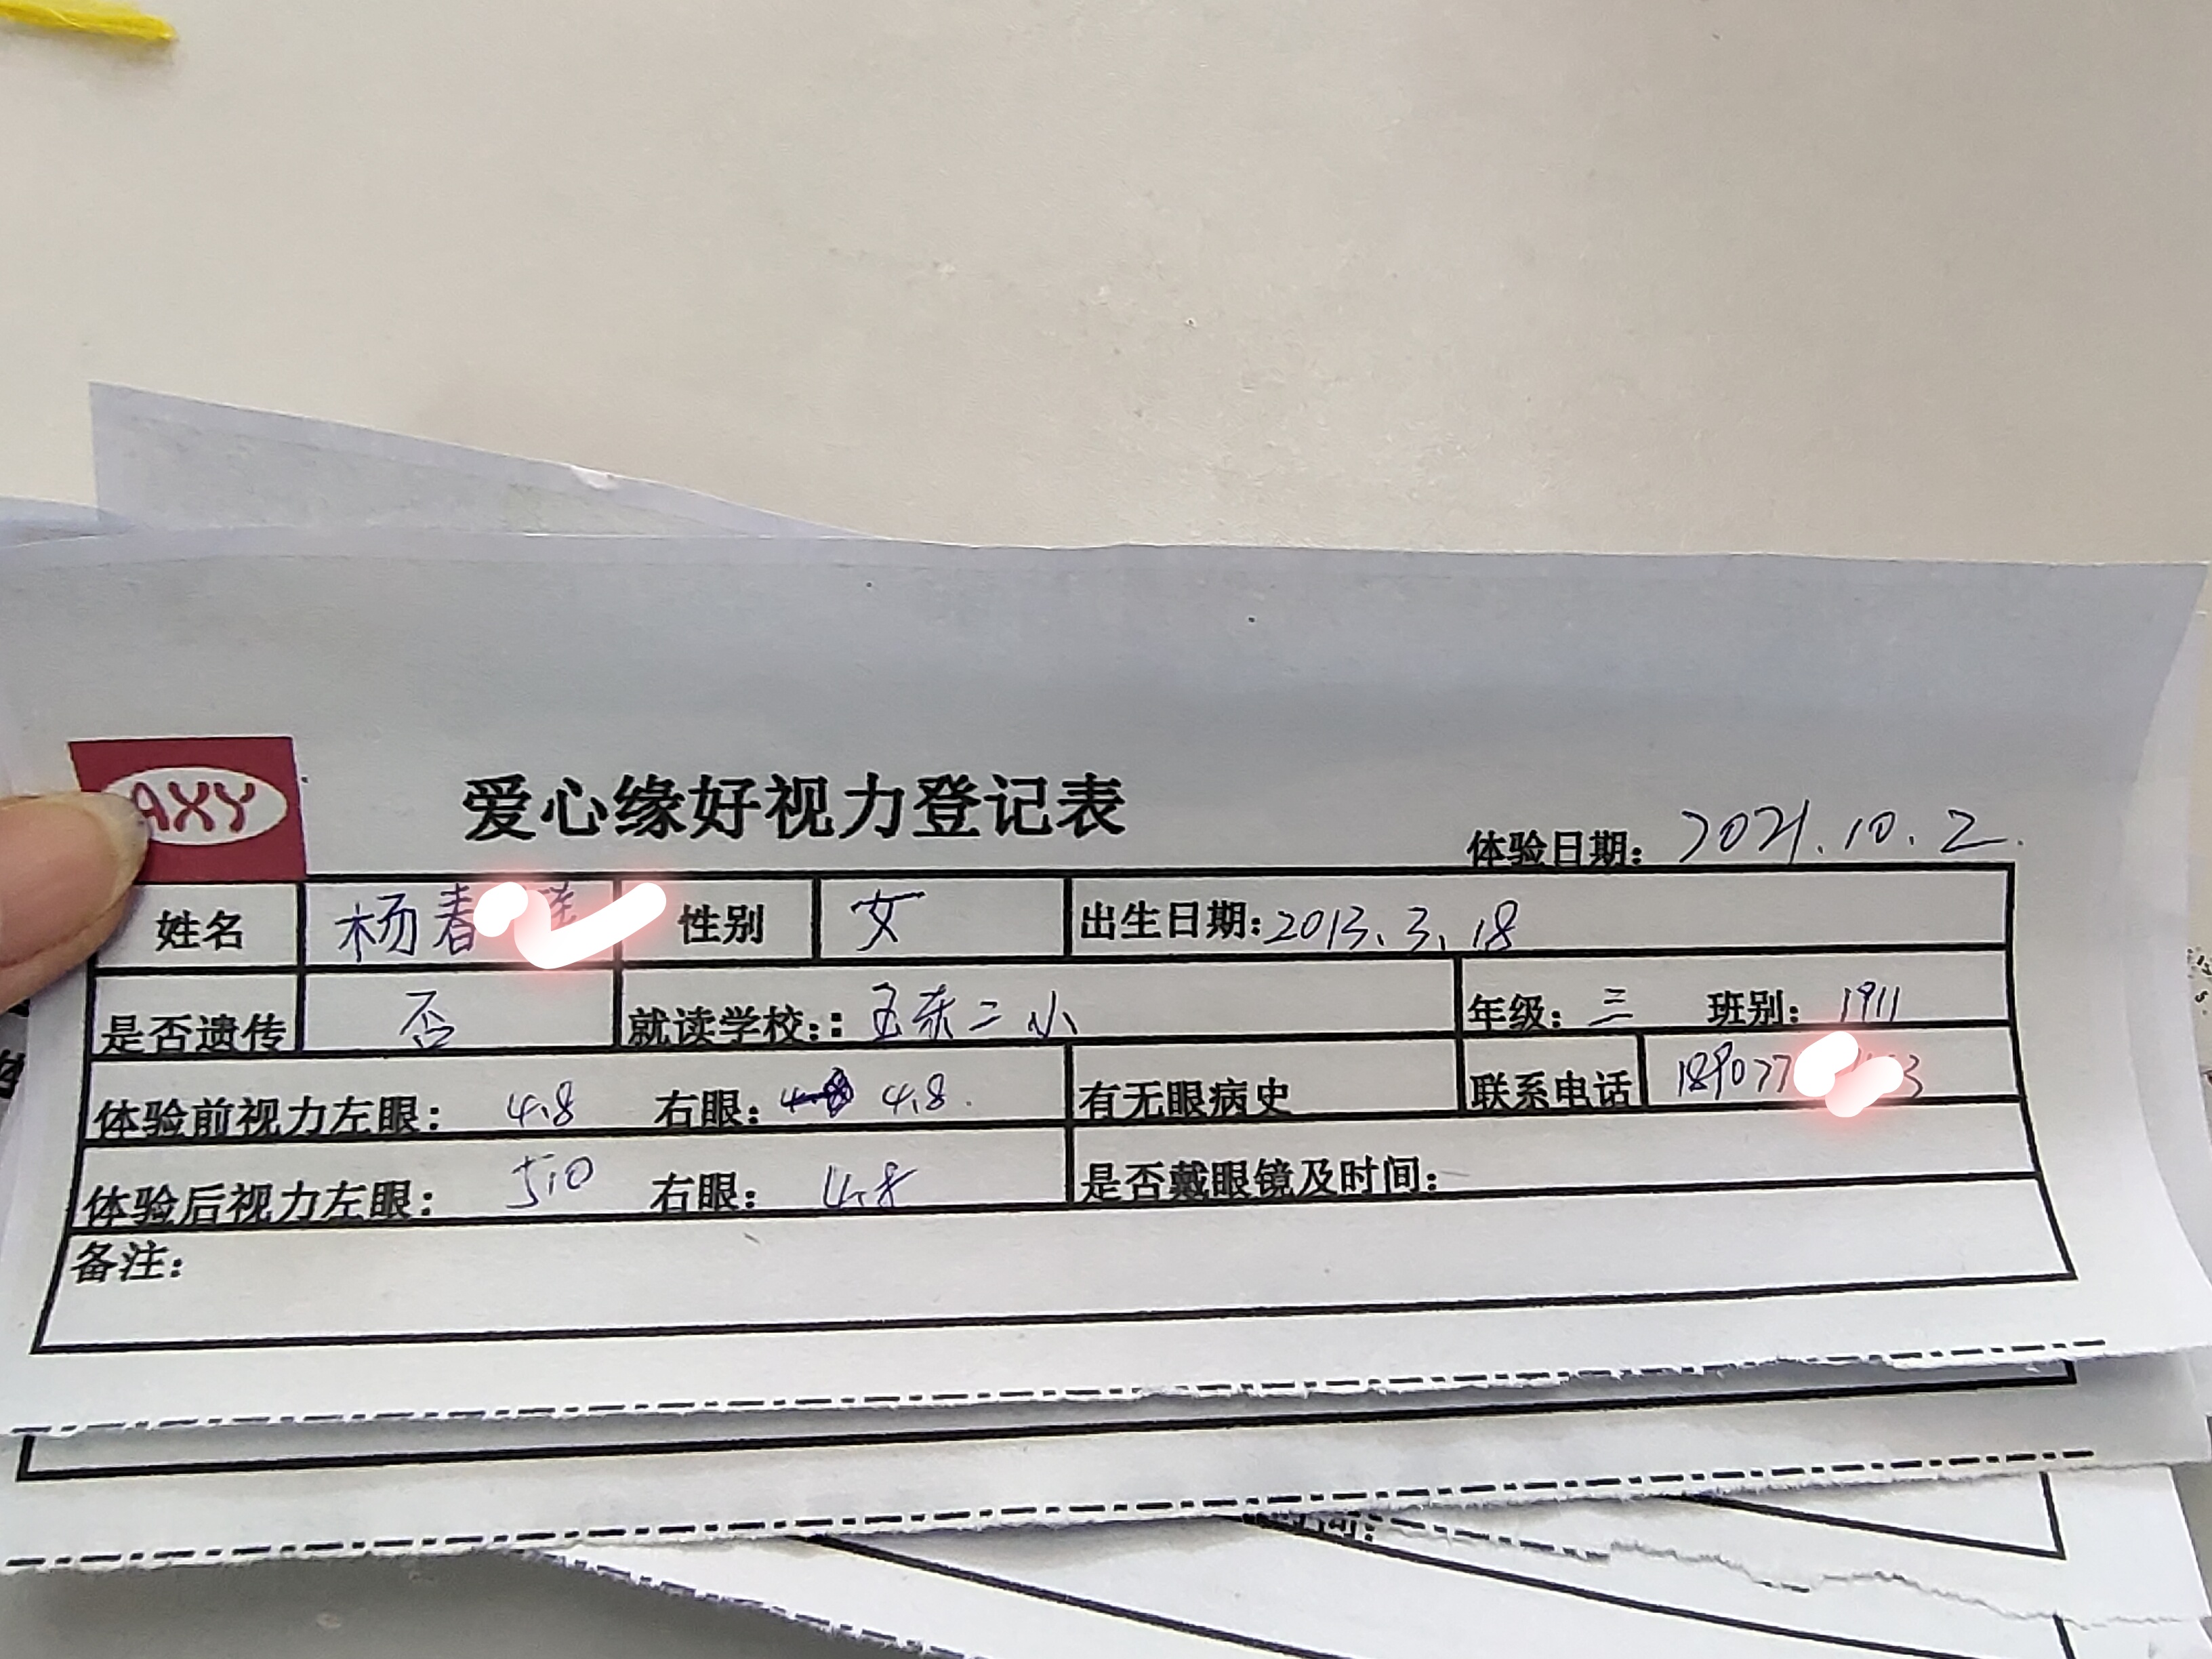 AXY
爱心缘好视力登记表
体验日期: 2021.10.2.
姓名 杨春 性别 女 出生日期:2013.3.18
是否遗传 否 就读学校:: 玉东二小 年级: 三 班别: 1911
体验前视力左眼: 4.8 右眼: 4.8. 有无眼病史 联系电话 189077 3
体验后视力左眼: 5.0 右眼: 4.8 是否戴眼镜及时间:
备注: